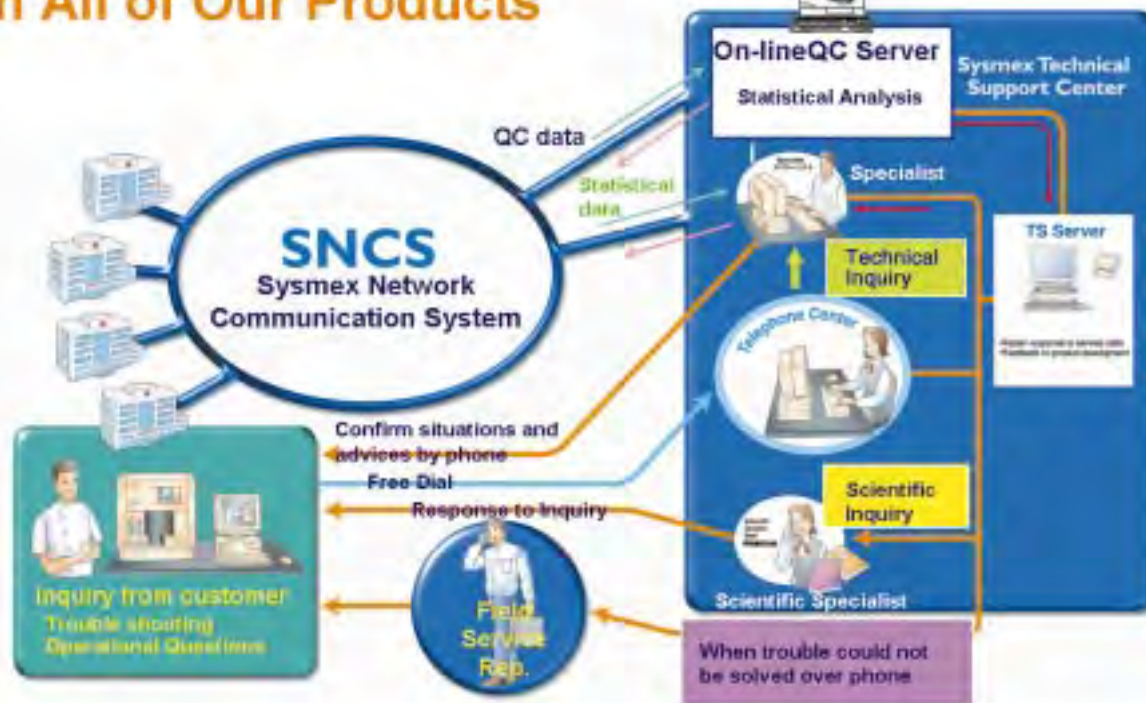 All of Our Products
On-lineQC Server
Statistical Analysis
Sysmex Technical
Support Center
QC data
Statistical
data
Specialist
TS Server
Technical
Inquiry
SNCS
Sysmex Network
Communication System
Telephone Center
Confirm situations and
advices by phone
Free Dial
Response to Inquiry
Scientific
Inquiry
Scientific Specialist
Inquiry from customer
Trouble shooting
Operational Questions
Field
Service
Rep.
When trouble could not
be solved over phone